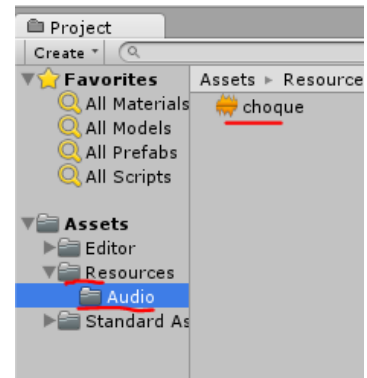 Project
Create
Favorites
All Materials
All Models
All Prefabs
All Scripts
Assets
Editor
Resources
Audio
Standard As
Assets ▸ Resource
choque